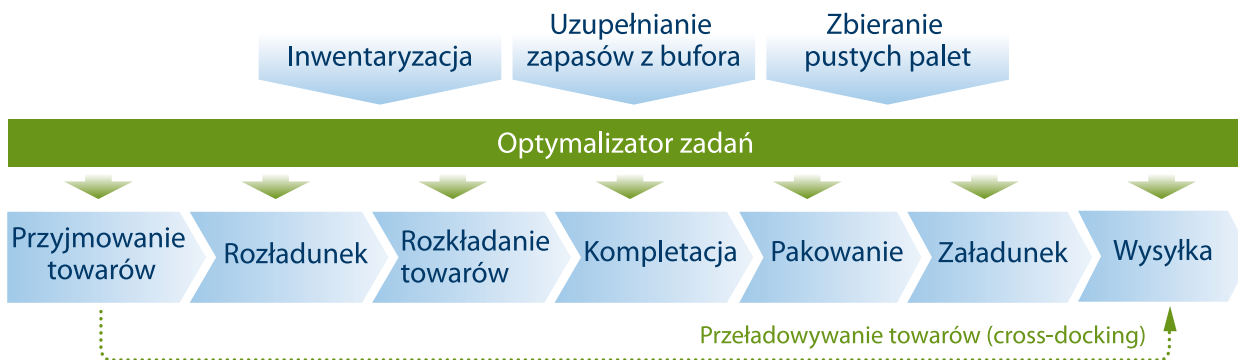 Inwentaryzacja
Uzupełnianie
zapasów z bufora
Zbieranie
pustych palet
Optymalizator zadań
Przyjmowanie
towarów
Rozładunek
Rozkładanie
towarów
Kompletacja
Pakowanie
Załadunek
Wysyłka
Przeładowywanie towarów (cross-docking)